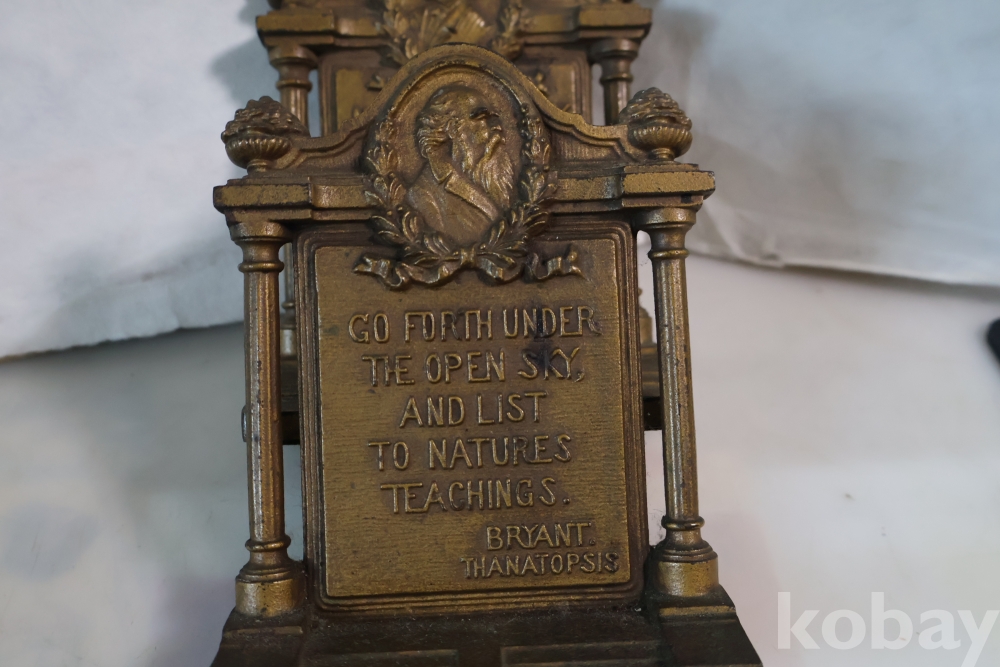 GO FORTH UNDER
THE OPEN SKY,
AND LIST
TO NATURES
TEACHINGS.
BRYANT.
THANATOPSIS
kobay